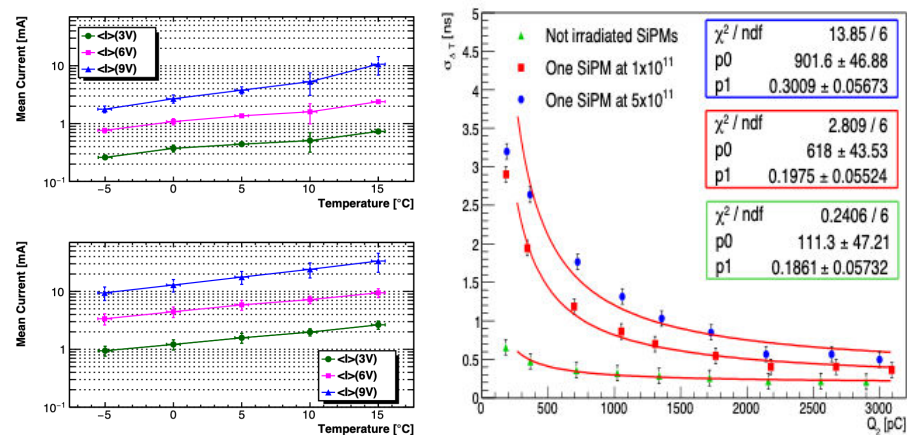 Mean Current [mA]
<I>(3V)
<I>(6V)
<I>(9V)
10
1
10⁻¹
−5 0 5 10 15
Temperature [°C]
Mean Current [mA]
10
1
10⁻¹
<I>(3V)
<I>(6V)
<I>(9V)
−5 0 5 10 15
Temperature [°C]
σΔT [ns]
5
4.5
4
3.5
3
2.5
2
1.5
1
0.5
0
Not irradiated SiPMs
One SiPM at 1x10¹¹
One SiPM at 5x10¹¹
χ² / ndf 13.85 / 6
p0 901.6 ± 46.88
p1 0.3009 ± 0.05673
χ² / ndf 2.809 / 6
p0 618 ± 43.53
p1 0.1975 ± 0.05524
χ² / ndf 0.2406 / 6
p0 111.3 ± 47.21
p1 0.1861 ± 0.05732
0 500 1000 1500 2000 2500 3000
Q₂ [pC]